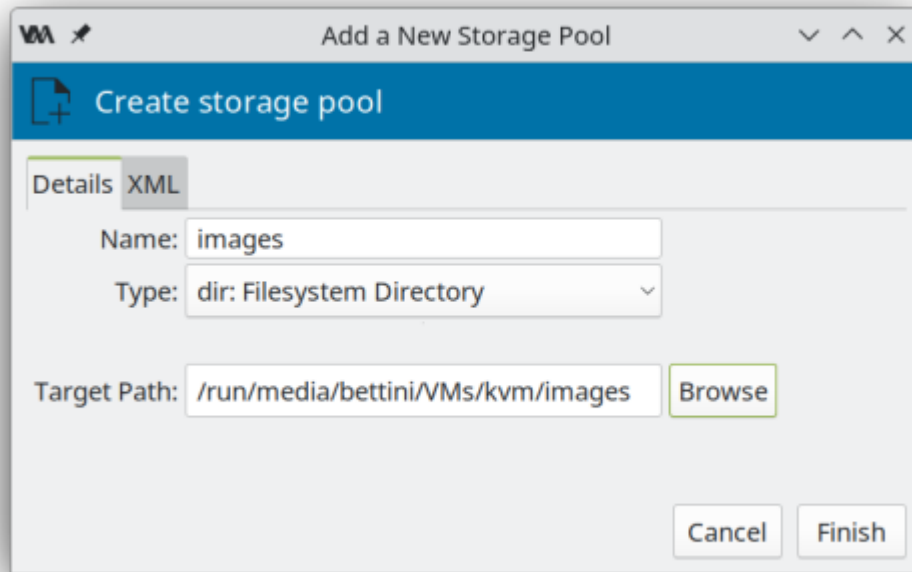 Add a New Storage Pool
Create storage pool
Details XML
Name: images
Type: dir: Filesystem Directory
Target Path: /run/media/bettini/VMs/kvm/images Browse
Cancel Finish